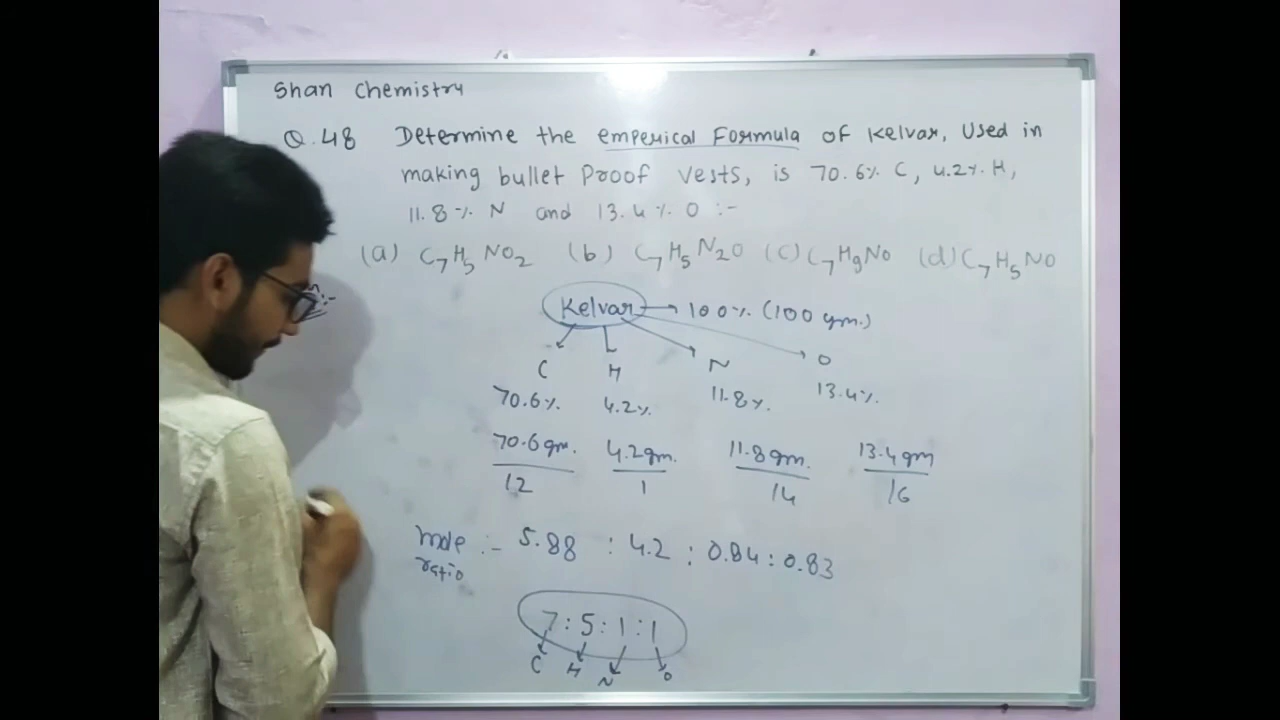 Shan Chemistry
Q.48 Determine the emperical Formula of Kelvar, Used in
making bullet Proof Vests, is 70.6% C, 4.2% H,
11.8% N and 13.4% O :-
(a) C7H5NO2 (b) C7H5N2O (c) C7H9NO (d) C7H5NO
Kelvar → 100% (100 gm.)
C H N O
70.6% 4.2% 11.8% 13.4%
70.6gm. 4.2gm. 11.8gm. 13.4gm
12 1 14 16
mole :- 5.88 : 4.2 : 0.84 : 0.83
ratio
7:5:1:1
C H N O